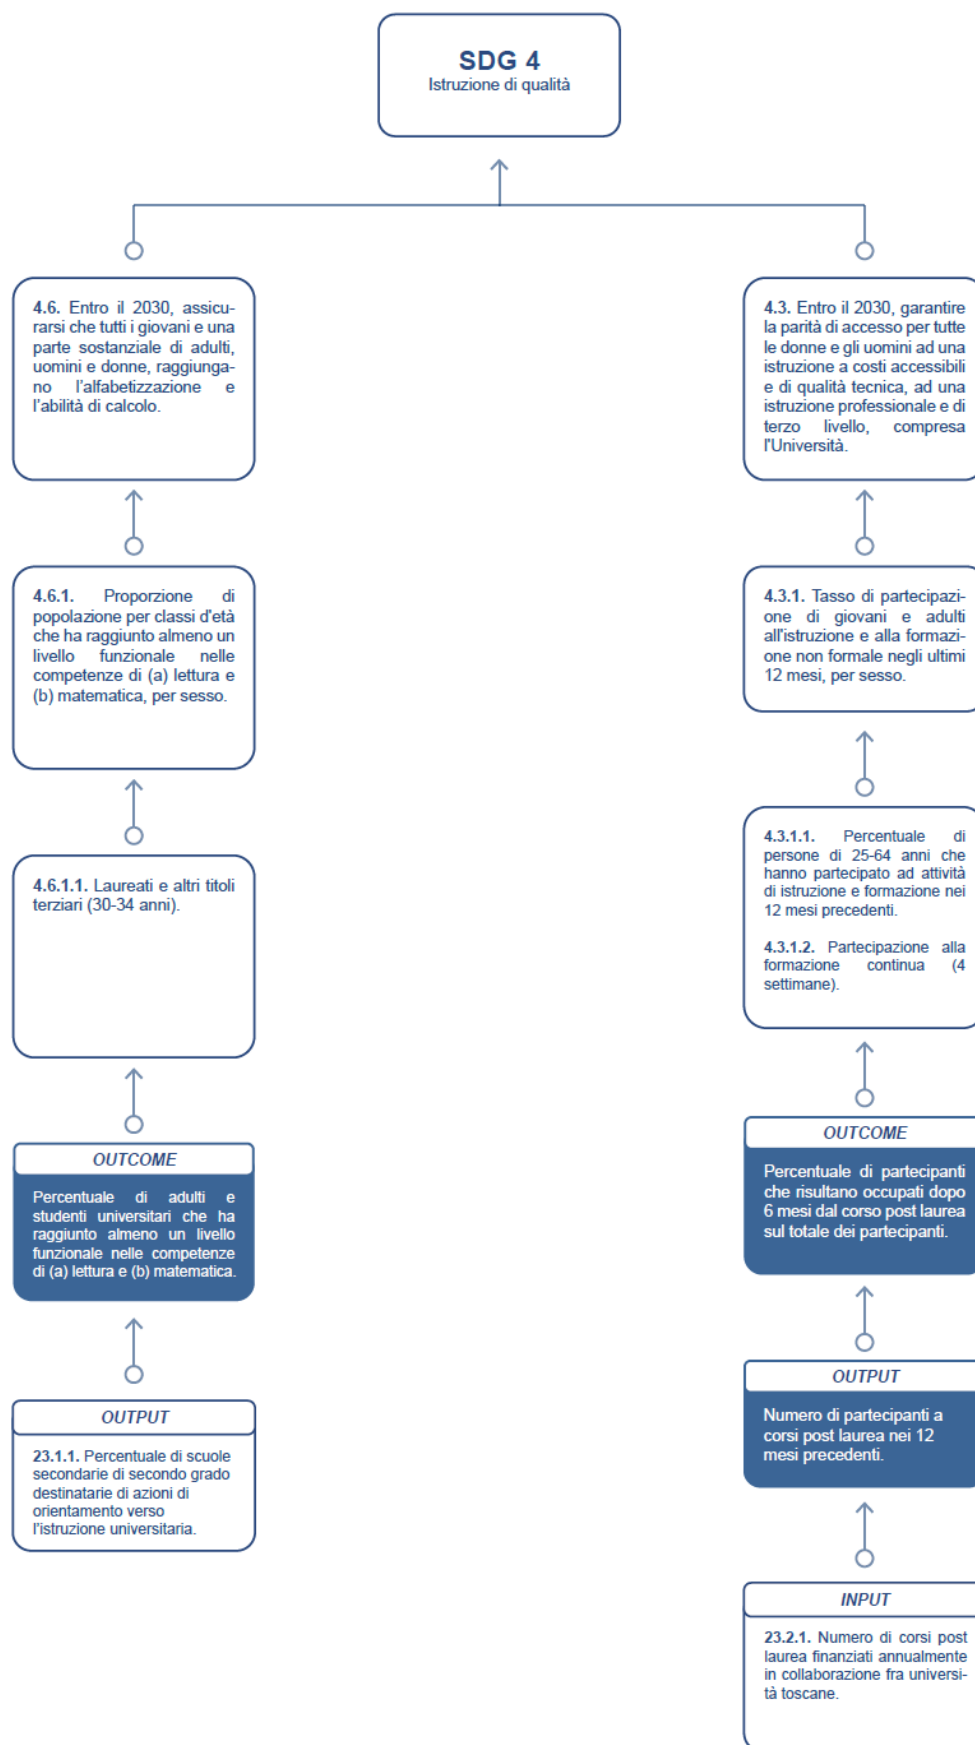 SDG 4
Istruzione di qualità
4.6. Entro il 2030, assicu-
rarsi che tutti i giovani e una
parte sostanziale di adulti,
uomini e donne, raggiunga-
no l'alfabetizzazione e
l'abilità di calcolo.
4.6.1. Proporzione di
popolazione per classi d'età
che ha raggiunto almeno un
livello funzionale nelle
competenze di (a) lettura e
(b) matematica, per sesso.
4.6.1.1. Laureati e altri titoli
terziari (30-34 anni).
OUTCOME
Percentuale di adulti e
studenti universitari che ha
raggiunto almeno un livello
funzionale nelle competenze
di (a) lettura e (b) matematica.
OUTPUT
23.1.1. Percentuale di scuole
secondarie di secondo grado
destinatarie di azioni di
orientamento verso
l'istruzione universitaria.
4.3. Entro il 2030, garantire
la parità di accesso per tutte
le donne e gli uomini ad una
istruzione a costi accessibili
e di qualità tecnica, ad una
istruzione professionale e di
terzo livello, compresa
l'Università.
4.3.1. Tasso di partecipazi-
one di giovani e adulti
all'istruzione e alla formazi-
one non formale negli ultimi
12 mesi, per sesso.
4.3.1.1. Percentuale di
persone di 25-64 anni che
hanno partecipato ad attività
di istruzione e formazione nei
12 mesi precedenti.
4.3.1.2. Partecipazione alla
formazione continua (4
settimane).
OUTCOME
Percentuale di partecipanti
che risultano occupati dopo
6 mesi dal corso post laurea
sul totale dei partecipanti.
OUTPUT
Numero di partecipanti a
corsi post laurea nei 12
mesi precedenti.
INPUT
23.2.1. Numero di corsi post
laurea finanziati annualmente
in collaborazione fra universi-
tà toscane.